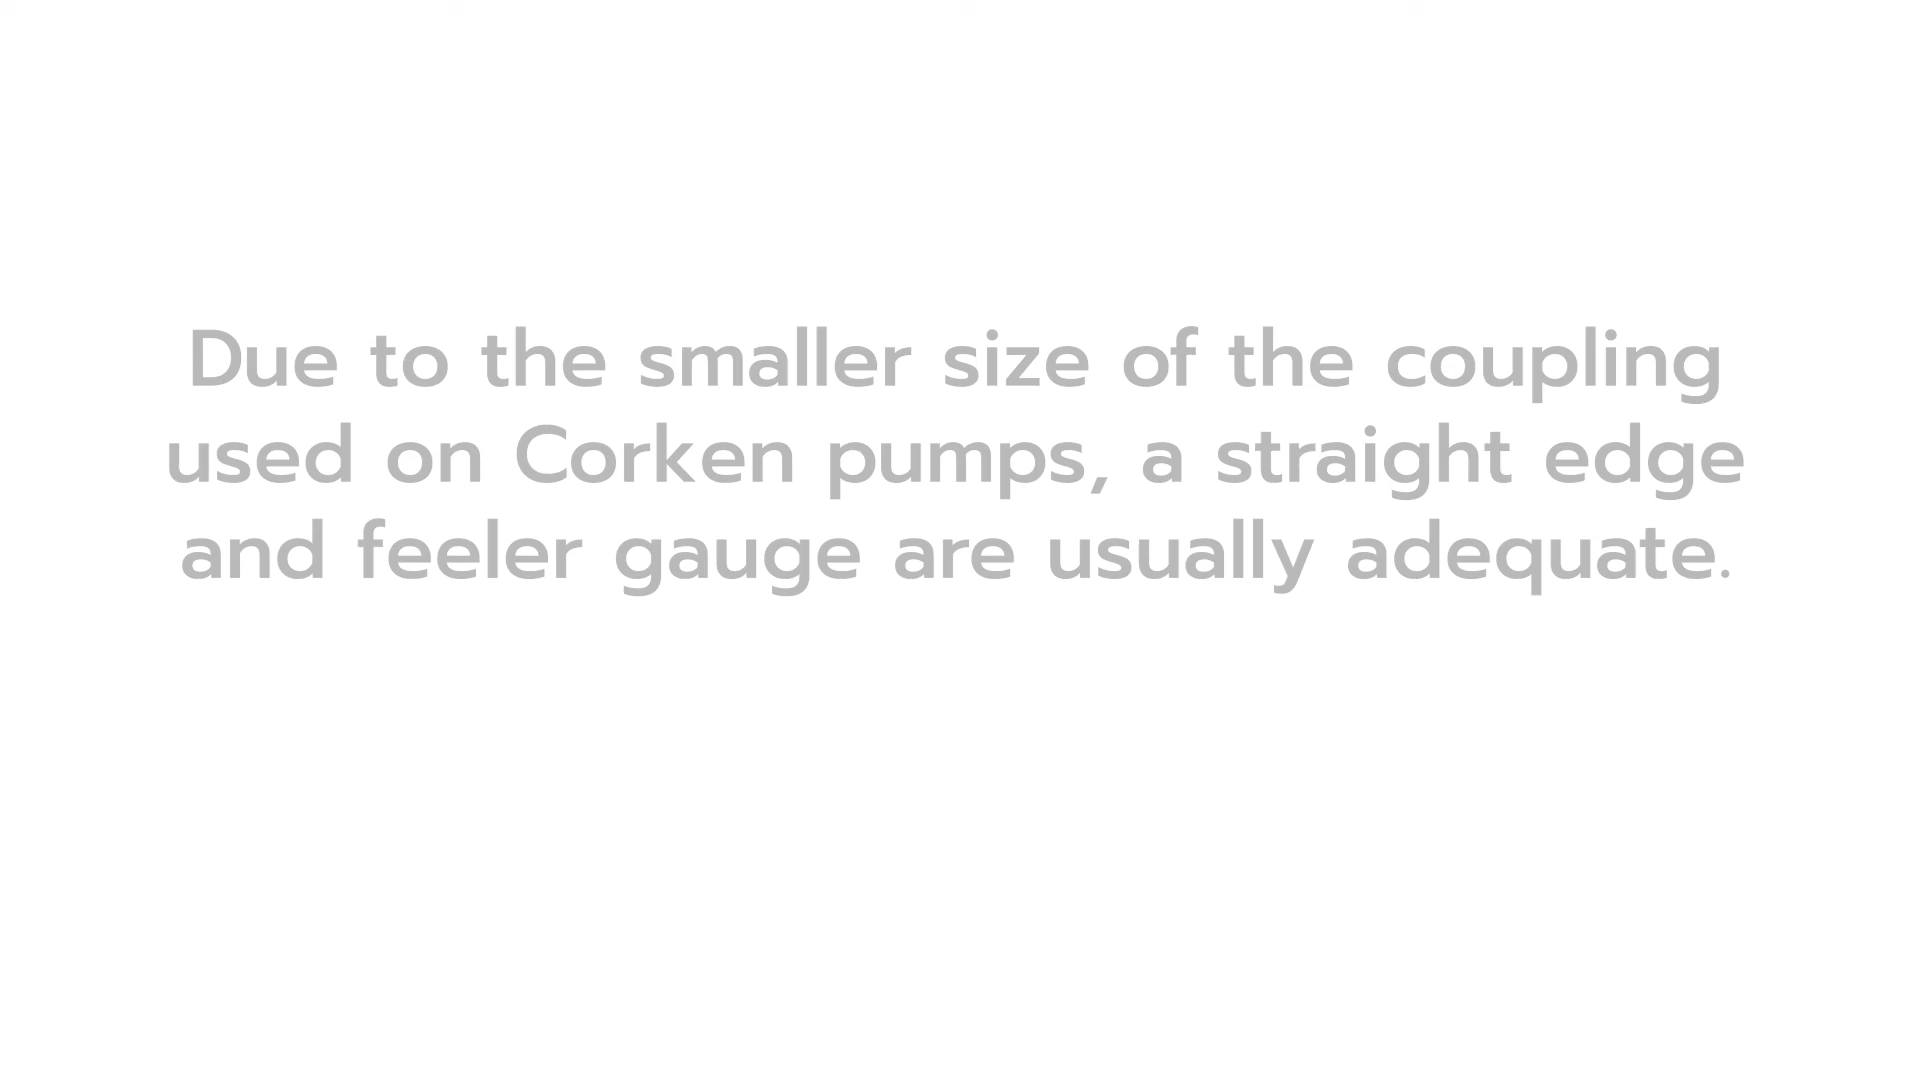 Due to the smaller size of the coupling
used on Corken pumps, a straight edge
and feeler gauge are usually adequate.